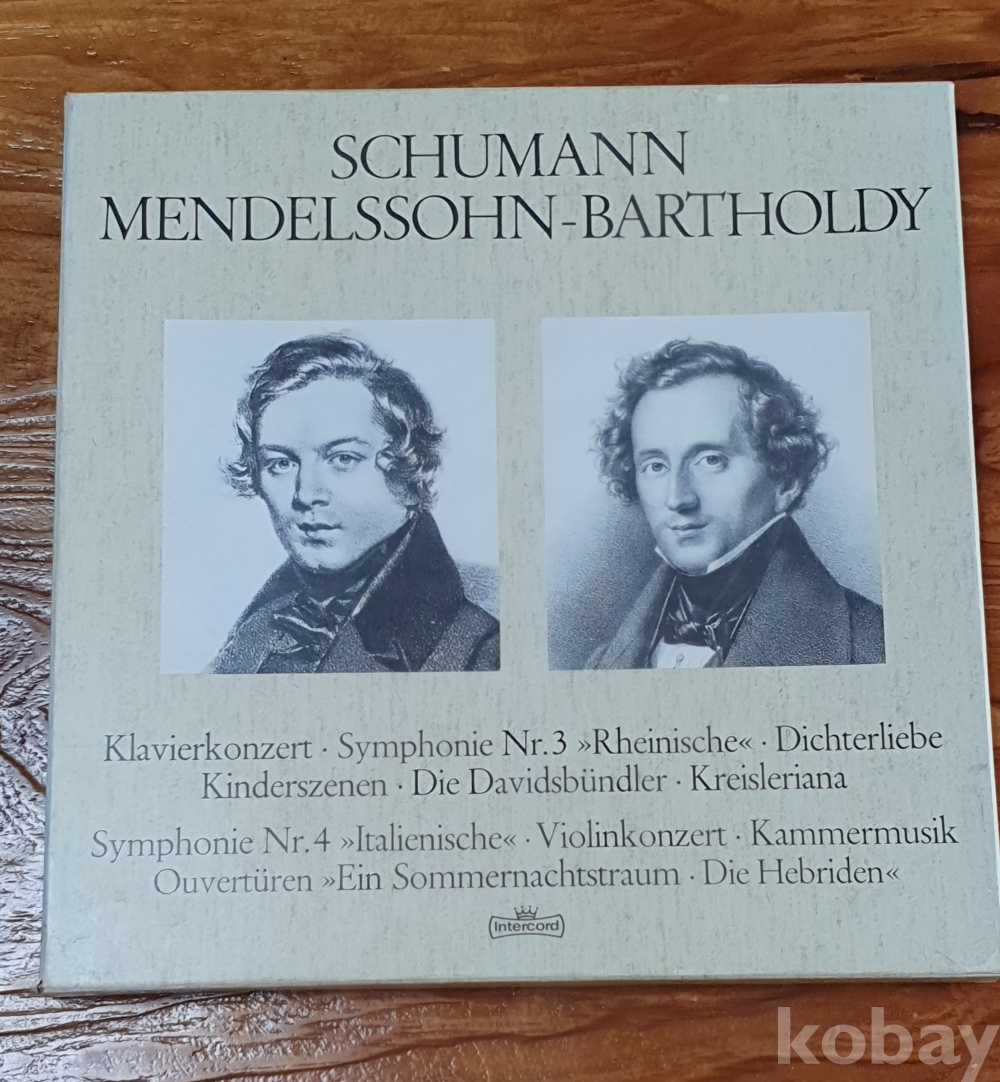 SCHUMANN
MENDELSSOHN-BARTHOLDY
Klavierkonzert · Symphonie Nr. 3 »Rheinische« · Dichterliebe
Kinderszenen · Die Davidsbündler · Kreisleriana
Symphonie Nr. 4 »Italienische« · Violinkonzert · Kammermusik
Ouvertüren »Ein Sommernachtstraum · Die Hebriden«
Intercord
kobay